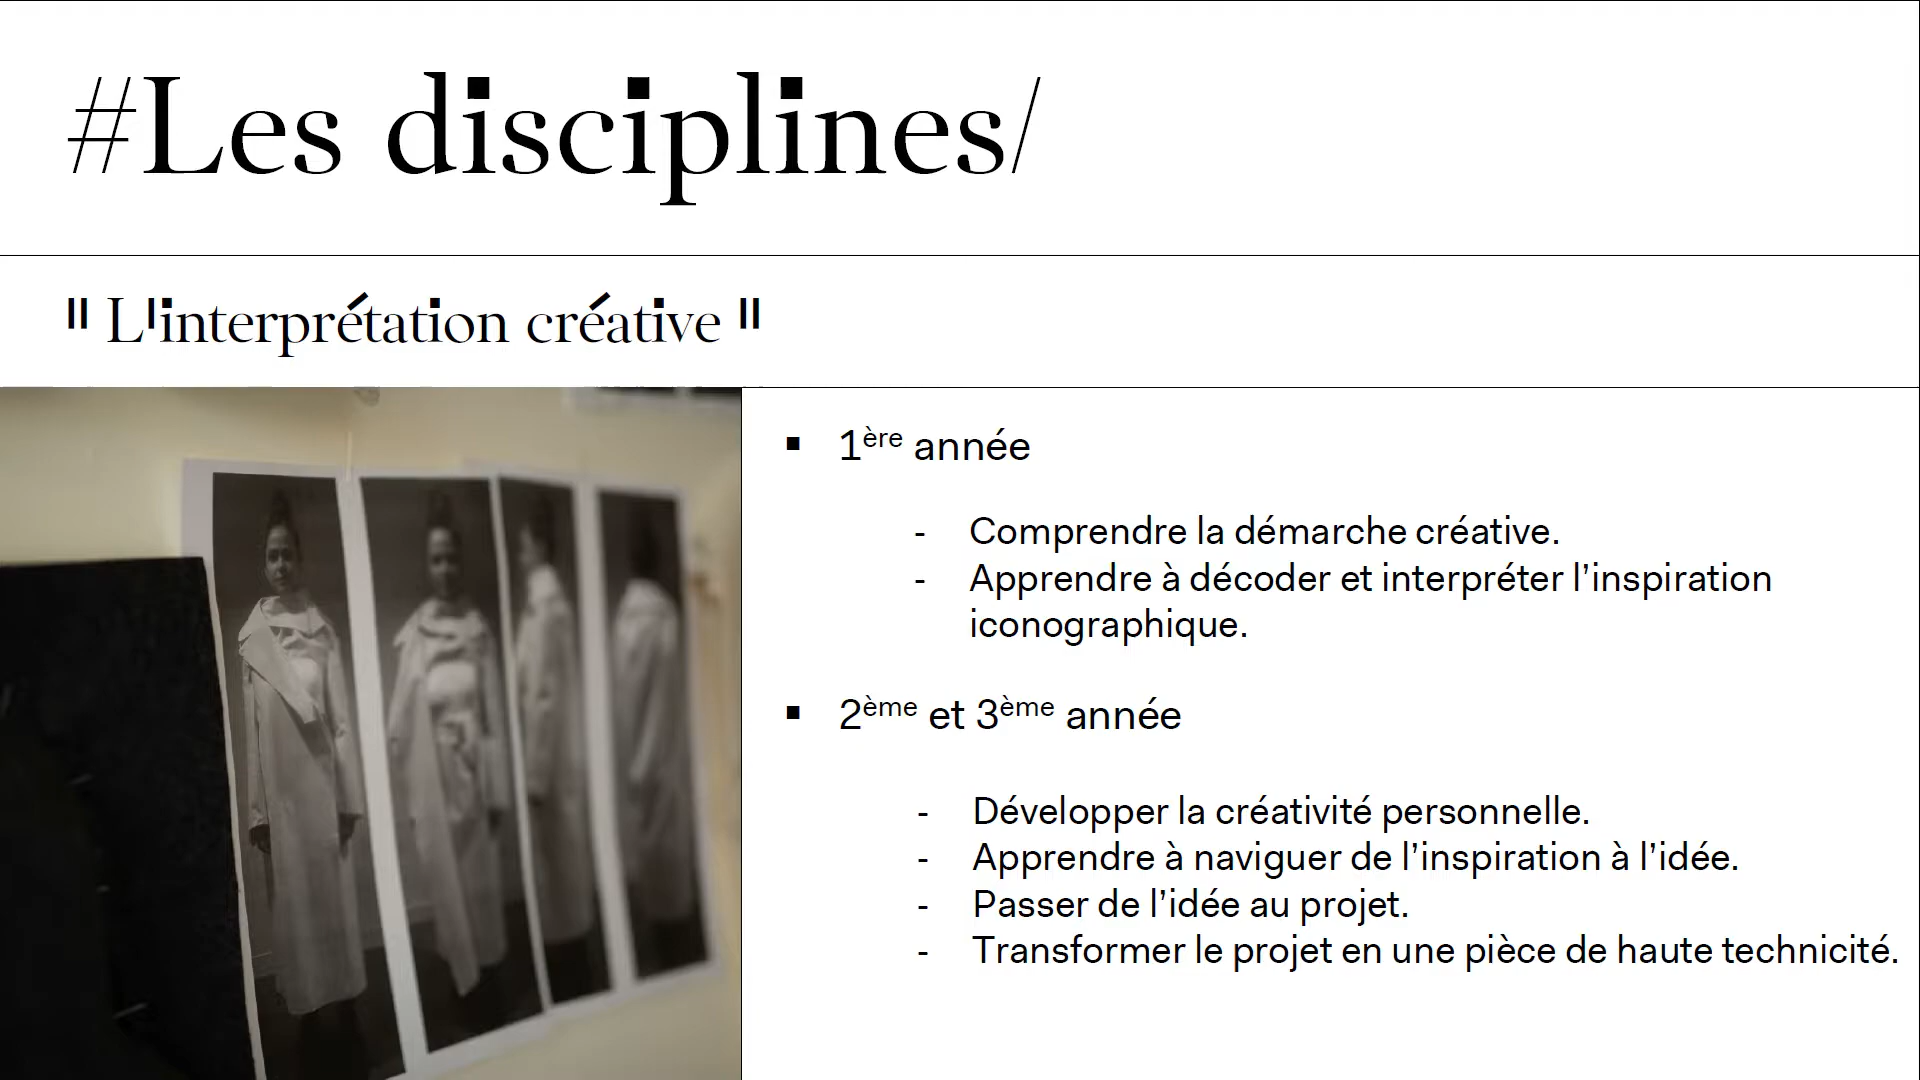 #Les disciplines/
" L'interprétation créative "
▪ 1ère année
- Comprendre la démarche créative.
- Apprendre à décoder et interpréter l’inspiration
iconographique.
▪ 2ème et 3ème année
- Développer la créativité personnelle.
- Apprendre à naviguer de l’inspiration à l’idée.
- Passer de l’idée au projet.
- Transformer le projet en une pièce de haute technicité.